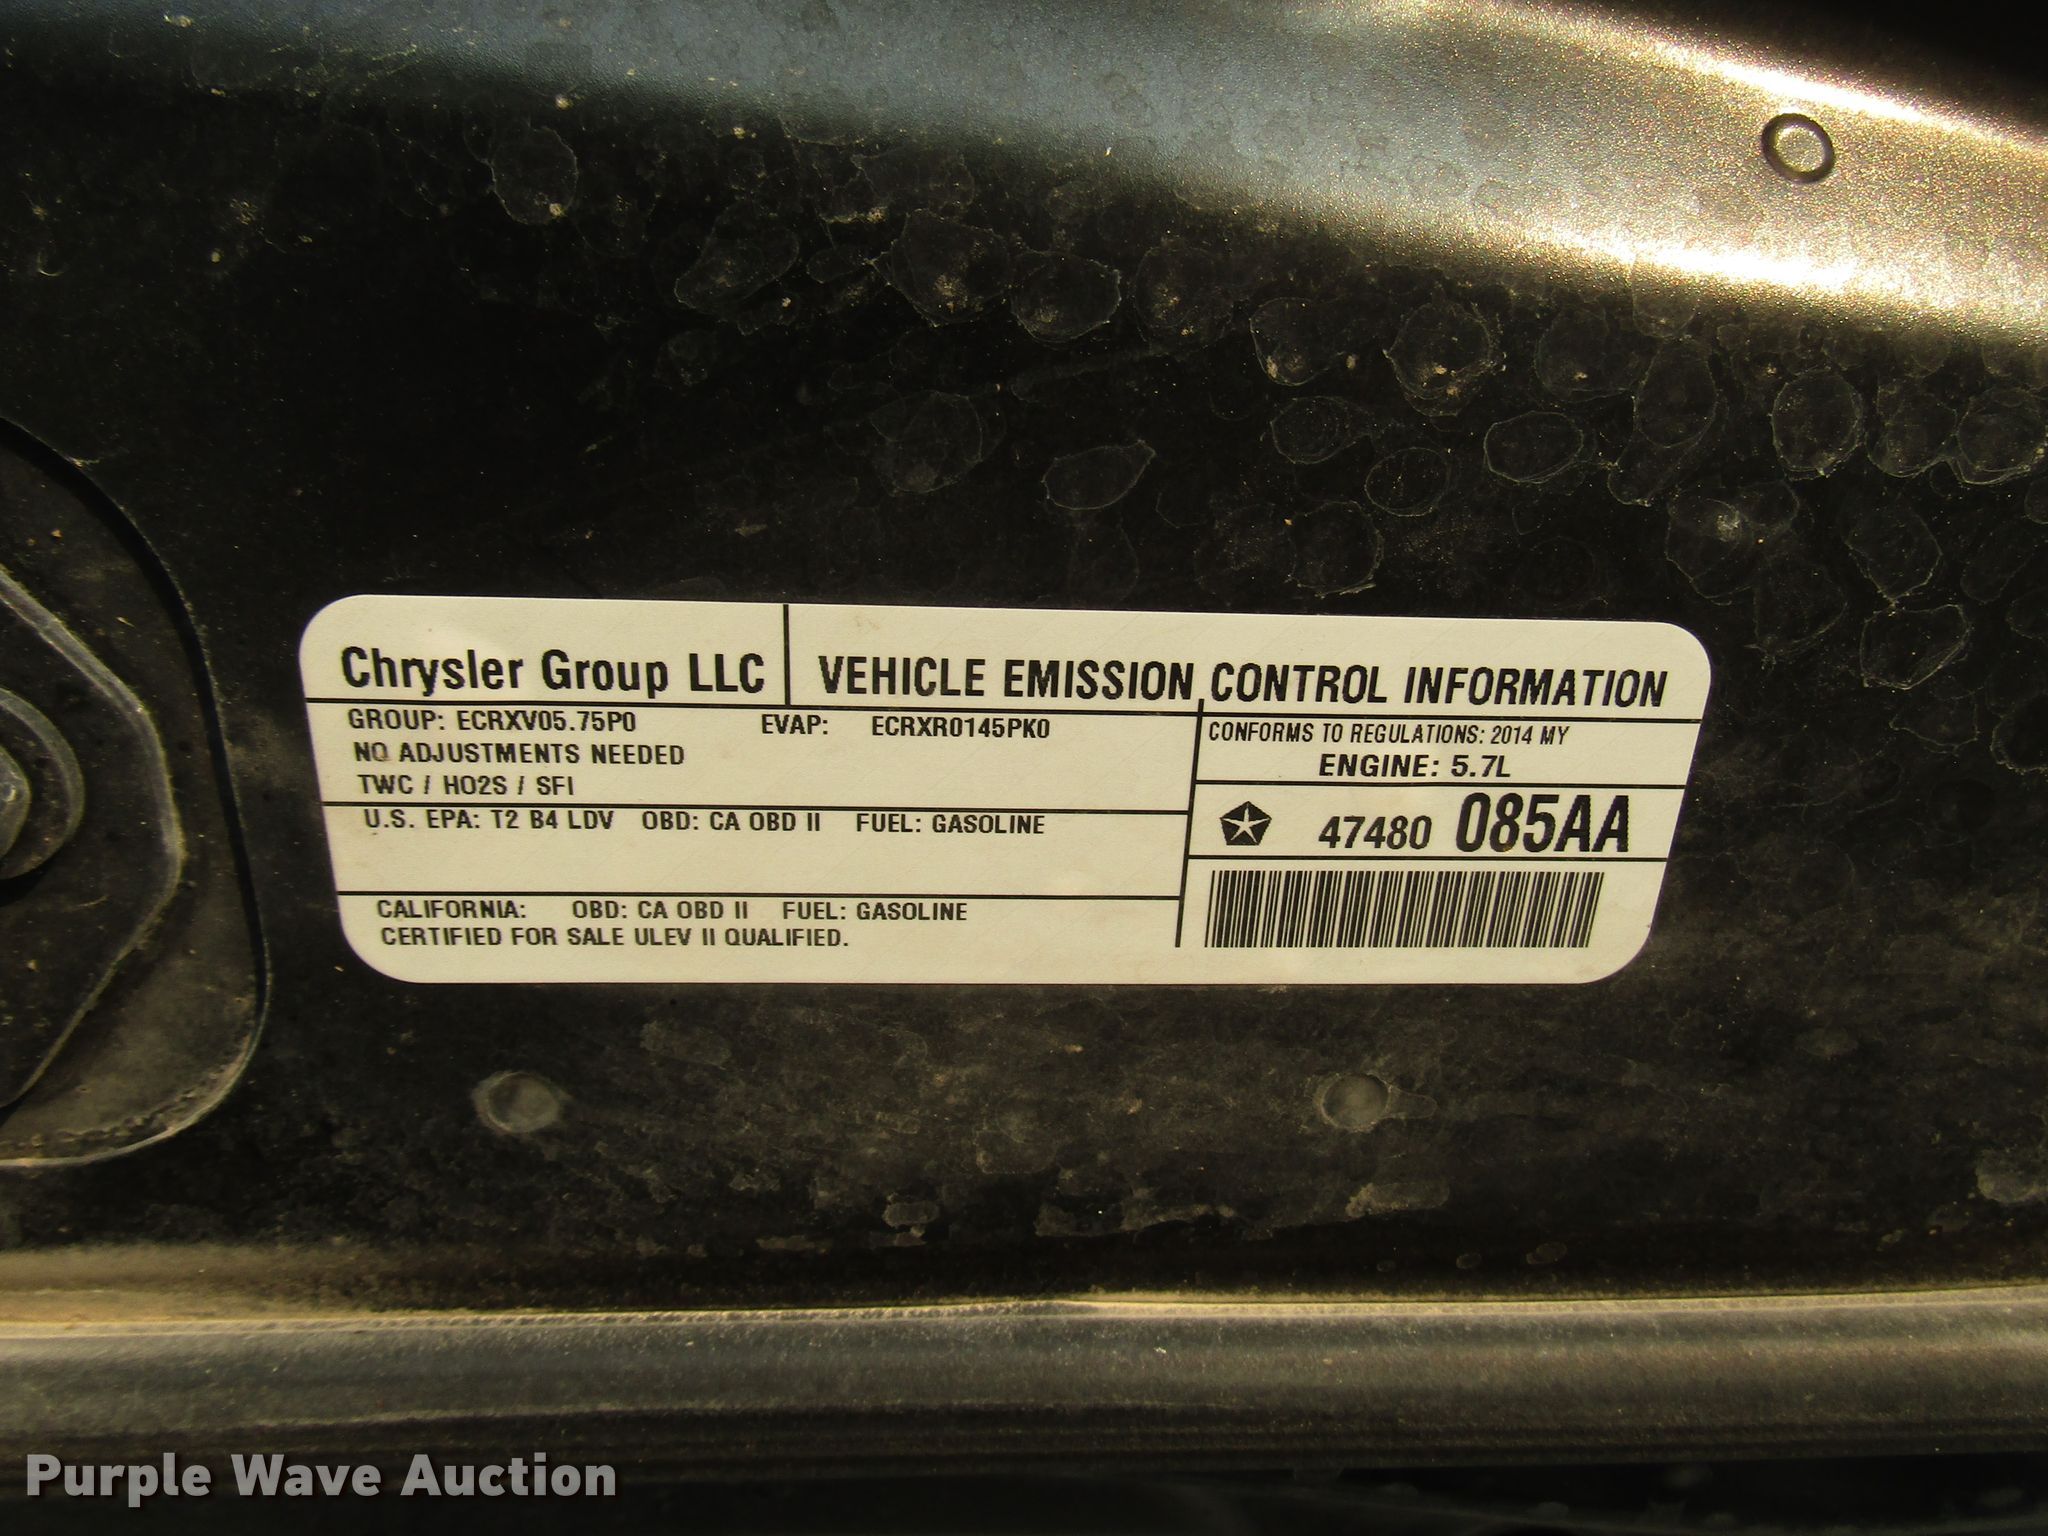 Chrysler Group LLC VEHICLE EMISSION CONTROL INFORMATION
GROUP: ECRXV05.75P0 EVAP: ECRXR0145PK0
NO ADJUSTMENTS NEEDED
TWC / HO2S / SFI
CONFORMS TO REGULATIONS: 2014 MY
ENGINE: 5.7L
U.S. EPA: T2 B4 LDV OBD: CA OBD II FUEL: GASOLINE
47480 085AA
CALIFORNIA: OBD: CA OBD II FUEL: GASOLINE
CERTIFIED FOR SALE ULEV II QUALIFIED.
Purple Wave Auction